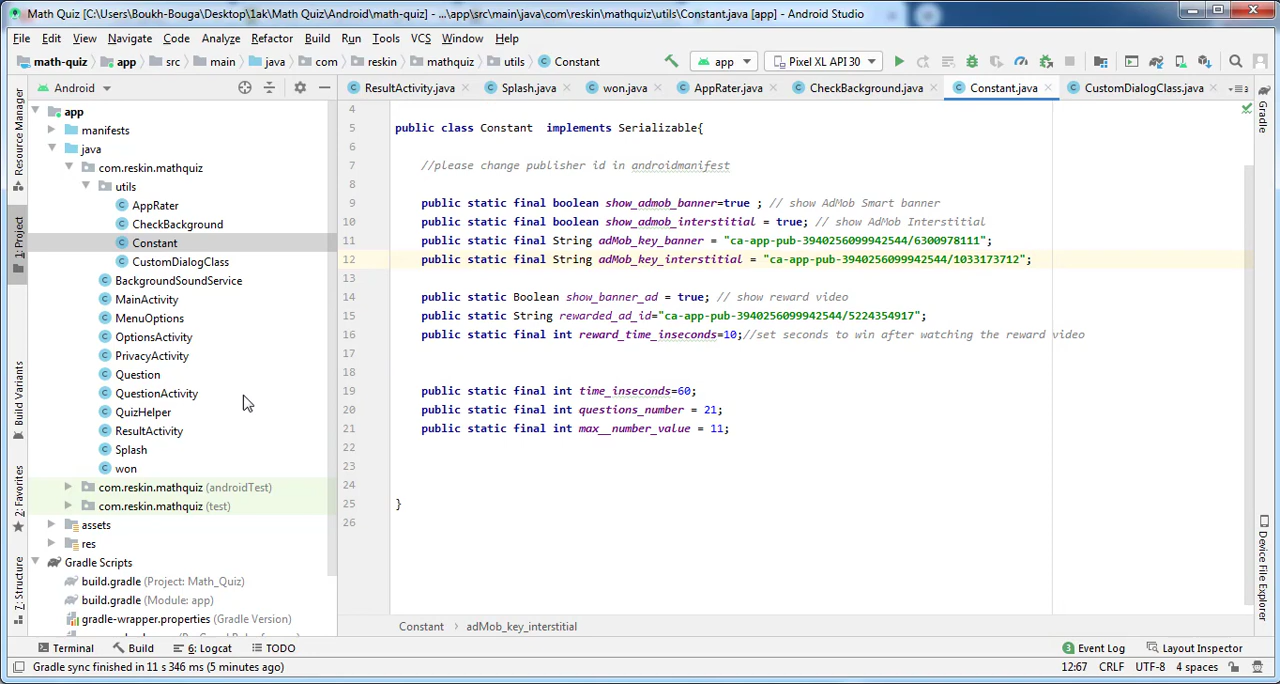 Math Quiz [C:\Users\Boukh-Bouga\Desktop\1ak\Math Quiz\Android\math-quiz] - ...\app\src\main\java\com\reskin\mathquiz\utils\Constant.java [app] - Android Studio
File Edit View Navigate Code Analyze Refactor Build Run Tools VCS Window Help
math-quiz app src main java com reskin mathquiz utils Constant app Pixel XL API 30
Android ResultActivity.java Splash.java won.java AppRater.java CheckBackground.java Constant.java CustomDialogClass.java
Resource Manager
1: Project
Build Variants
2: Favorites
7: Structure
app
manifests
java
com.reskin.mathquiz
utils
AppRater
CheckBackground
Constant
CustomDialogClass
BackgroundSoundService
MainActivity
MenuOptions
OptionsActivity
PrivacyActivity
Question
QuestionActivity
QuizHelper
ResultActivity
Splash
won
com.reskin.mathquiz (androidTest)
com.reskin.mathquiz (test)
assets
res
Gradle Scripts
build.gradle (Project: Math_Quiz)
build.gradle (Module: app)
gradle-wrapper.properties (Gradle Version)
4
5 public class Constant implements Serializable{
6
7 //please change publisher id in androidmanifest
8
9 public static final boolean show_admob_banner=true ; // show AdMob Smart banner
10 public static final boolean show_admob_interstitial = true; // show AdMob Interstitial
11 public static final String adMob_key_banner = "ca-app-pub-3940256099942544/6300978111";
12 public static final String adMob_key_interstitial = "ca-app-pub-3940256099942544/1033173712";
13
14 public static Boolean show_banner_ad = true; // show reward video
15 public static String rewarded_ad_id="ca-app-pub-3940256099942544/5224354917";
16 public static final int reward_time_inseconds=10;//set seconds to win after watching the reward video
17
18
19 public static final int time_inseconds=60;
20 public static final int questions_number = 21;
21 public static final int max__number_value = 11;
22
23
24
25 }
26
Constant adMob_key_interstitial
Gradle
Device File Explorer
Terminal Build 6: Logcat TODO 3 Event Log Layout Inspector
Gradle sync finished in 11 s 346 ms (5 minutes ago) 12:67 CRLF UTF-8 4 spaces